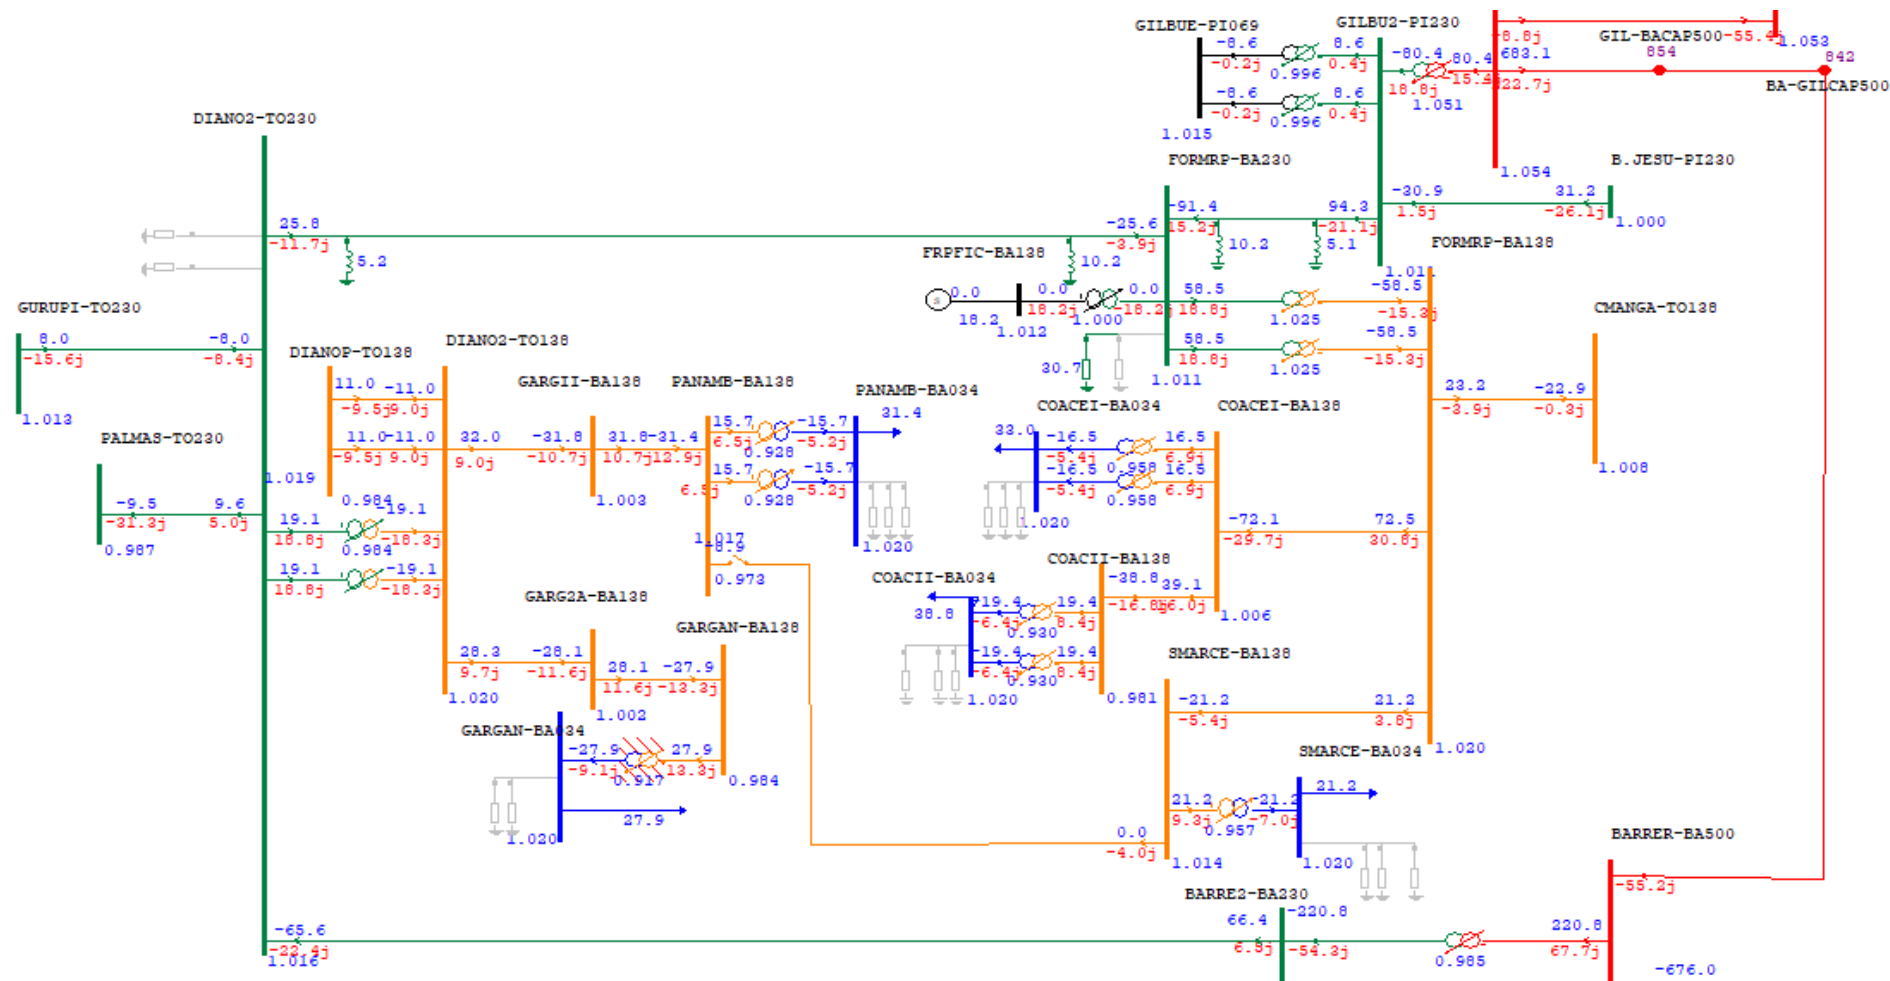 GILBUE-PI069
GILBU2-PI230
-8.6
8.6
-0.2j
0.4j
0.996
-8.6
8.6
-0.2j
0.4j
0.996
1.015
-80.4
80.4
18.8j
1.051
683.1
-22.7j
-8.8j
GIL-BACAP500
-55.4j
1.053
854
842
BA-GILCAP500
1.054
DIANO2-TO230
FORMRP-BA230
B.JESU-PI230
-30.9
31.2
1.5j
-26.1j
1.000
25.8
-11.7j
5.2
-25.6
-3.9j
10.2
-91.4
15.2j
94.3
-21.1j
10.2
5.1
FORMRP-BA138
FRPFIC-BA138
s
0.0
18.2
0.0
18.2j
1.012
0.0
-18.2j
1.000
58.5
18.8j
1.025
-58.5
-15.3j
58.5
18.8j
1.025
-58.5
-15.3j
30.7
1.011
GURUPI-TO230
8.0
-15.6j
-8.0
-8.4j
1.013
CMANGA-TO138
23.2
-3.9j
-22.9
-0.3j
1.008
DIANOP-TO138
DIANO2-TO138
11.0
-11.0
-9.5j
9.0j
11.0
-11.0
-9.5j
9.0j
GARGII-BA138
PANAMB-BA138
PANAMB-BA034
32.0
9.0j
-31.8
-10.7j
31.8
-31.4
10.7j
-12.9j
1.003
15.7
-15.7
6.5j
-5.2j
0.928
15.7
-15.7
6.5j
-5.2j
0.928
31.4
1.020
1.017
0.973
COACEI-BA034
COACEI-BA138
33.0
-16.5
16.5
-5.4j
6.9j
0.958
-16.5
16.5
-5.4j
6.9j
0.958
1.020
-72.1
-29.7j
72.5
30.8j
1.006
PALMAS-TO230
-9.5
9.6
-31.3j
5.0j
0.987
1.019
0.984
19.1
-19.1
18.8j
-18.3j
0.984
19.1
-19.1
18.8j
-18.3j
COACII-BA138
COACII-BA034
38.8
-19.4
19.4
-6.4j
8.4j
0.930
-19.4
19.4
-6.4j
8.4j
0.930
1.020
-38.8
39.1
-16.8j
0.981
GARG2A-BA138
GARGAN-BA138
28.3
9.7j
-28.1
-11.6j
28.1
-27.9
11.6j
-13.3j
1.020
1.002
GARGAN-BA034
-27.9
27.9
-9.1j
13.3j
0.917
0.984
27.9
1.020
SMARCE-BA138
-21.2
-5.4j
21.2
3.8j
1.020
SMARCE-BA034
21.2
9.3j
0.957
-21.2
-7.0j
21.2
1.020
0.0
-4.0j
1.014
BARRER-BA500
-55.2j
BARRE2-BA230
-65.6
-22.4j
1.016
66.4
-220.8
-54.3j
0.985
220.8
67.7j
-676.0